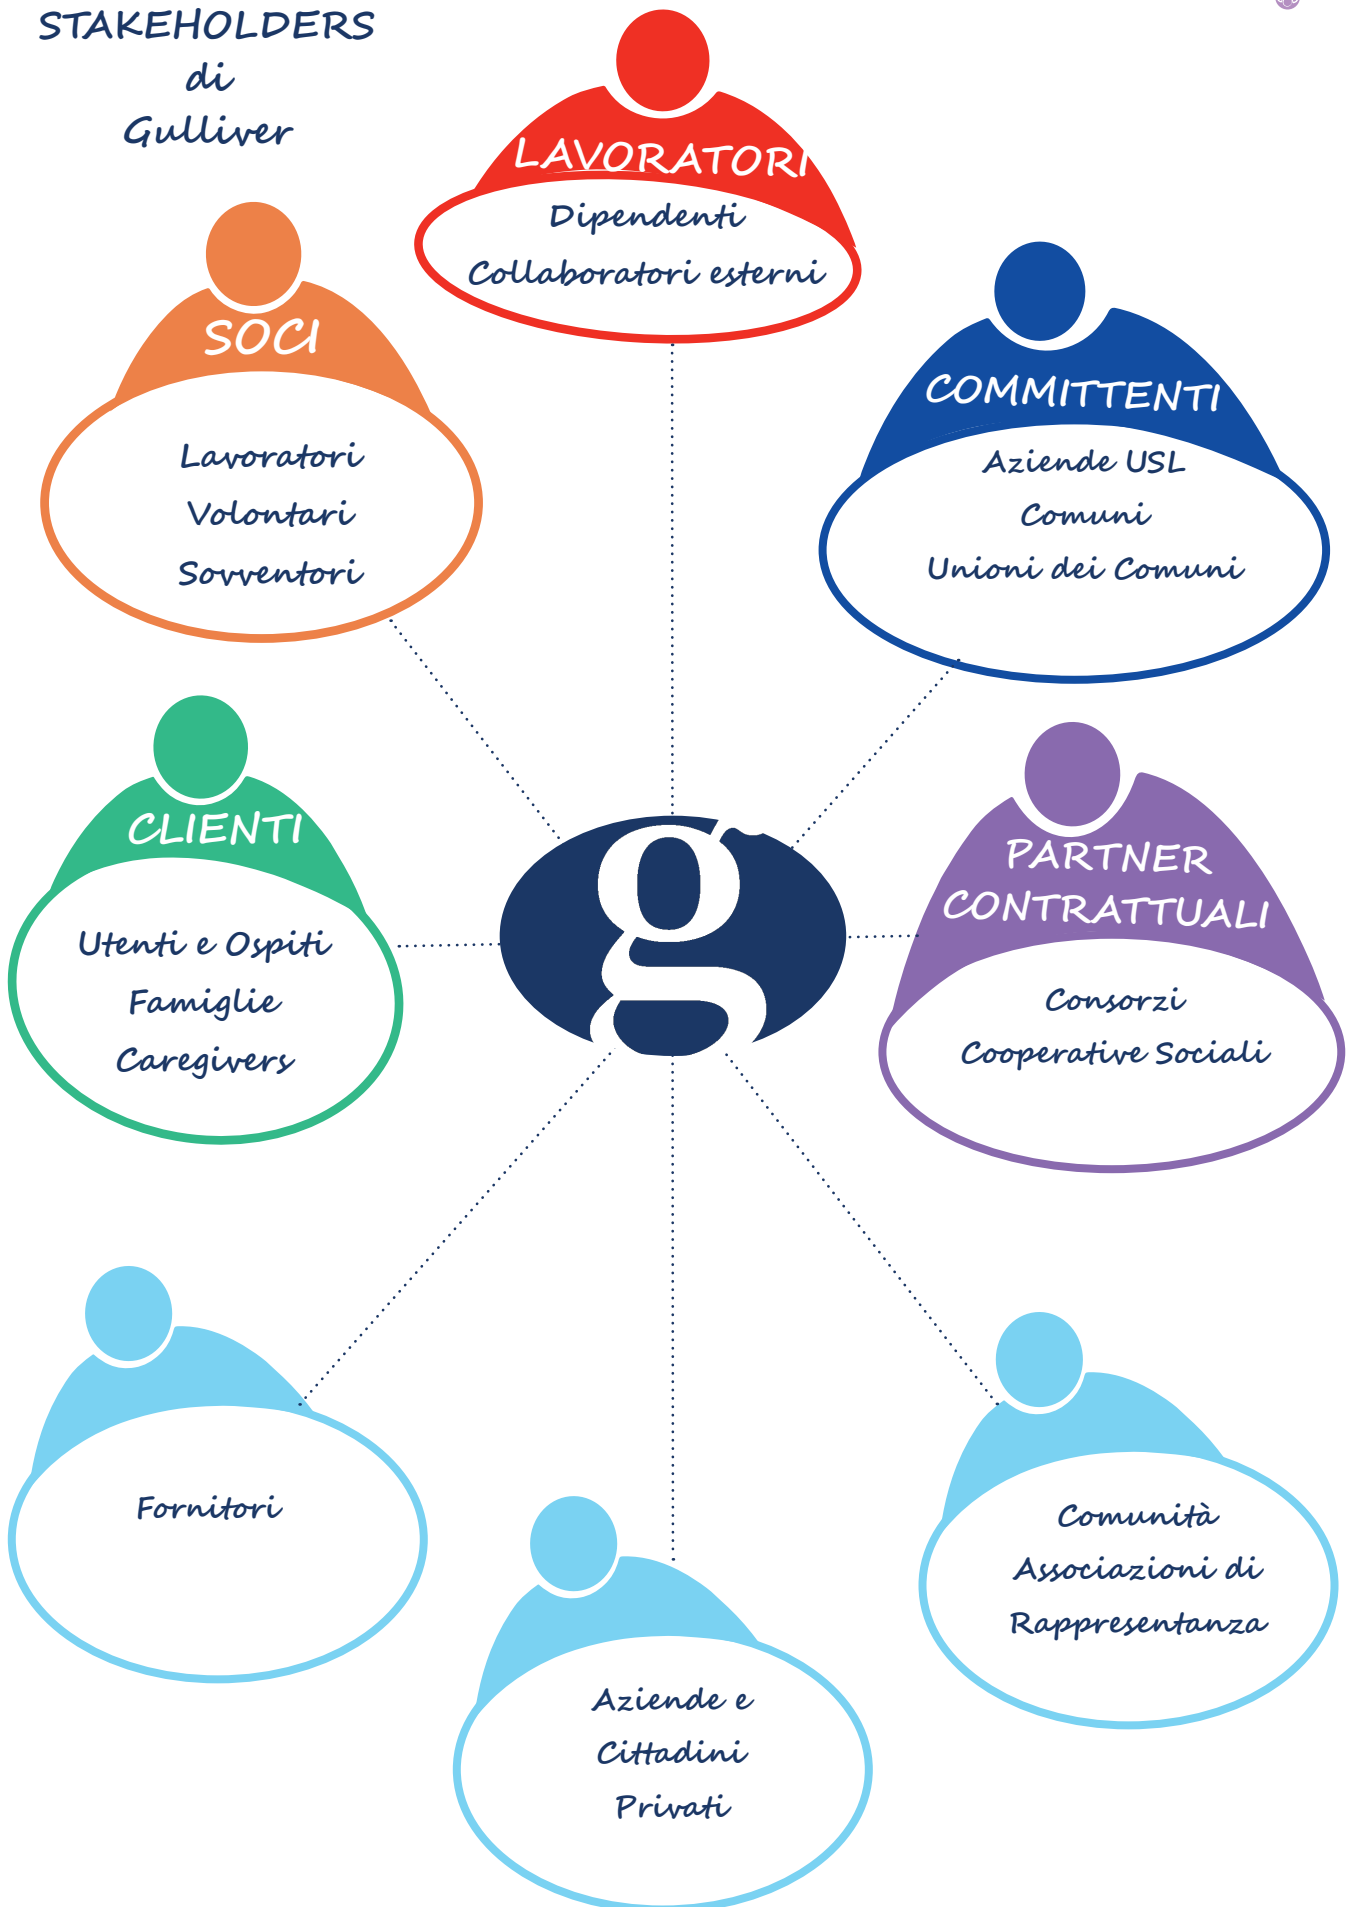 STAKEHOLDERS
di
Gulliver
LAVORATORI
Dipendenti
Collaboratori esterni
SOCI
Lavoratori
Volontari
Sovventori
COMMITTENTI
Aziende USL
Comuni
Unioni dei Comuni
CLIENTI
Utenti e Ospiti
Famiglie
Caregivers
g
PARTNER
CONTRATTUALI
Consorzi
Cooperative Sociali
Fornitori
Aziende e
Cittadini
Privati
Comunità
Associazioni di
Rappresentanza